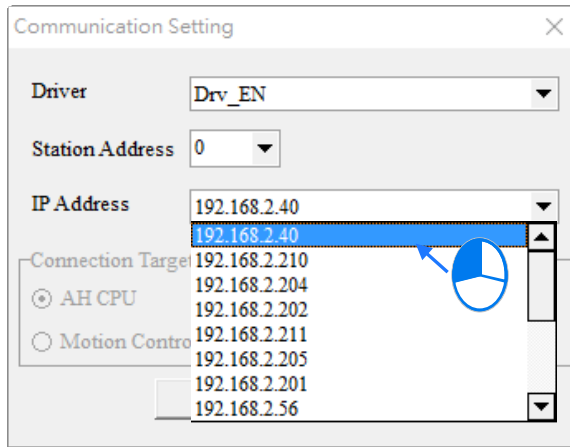 Communication Setting
Driver Drv_EN
Station Address 0
IP Address 192.168.2.40
192.168.2.40
Connection Targe 192.168.2.210
192.168.2.204
AH CPU
192.168.2.202
192.168.2.211
Motion Contro
192.168.2.205
192.168.2.201
192.168.2.56